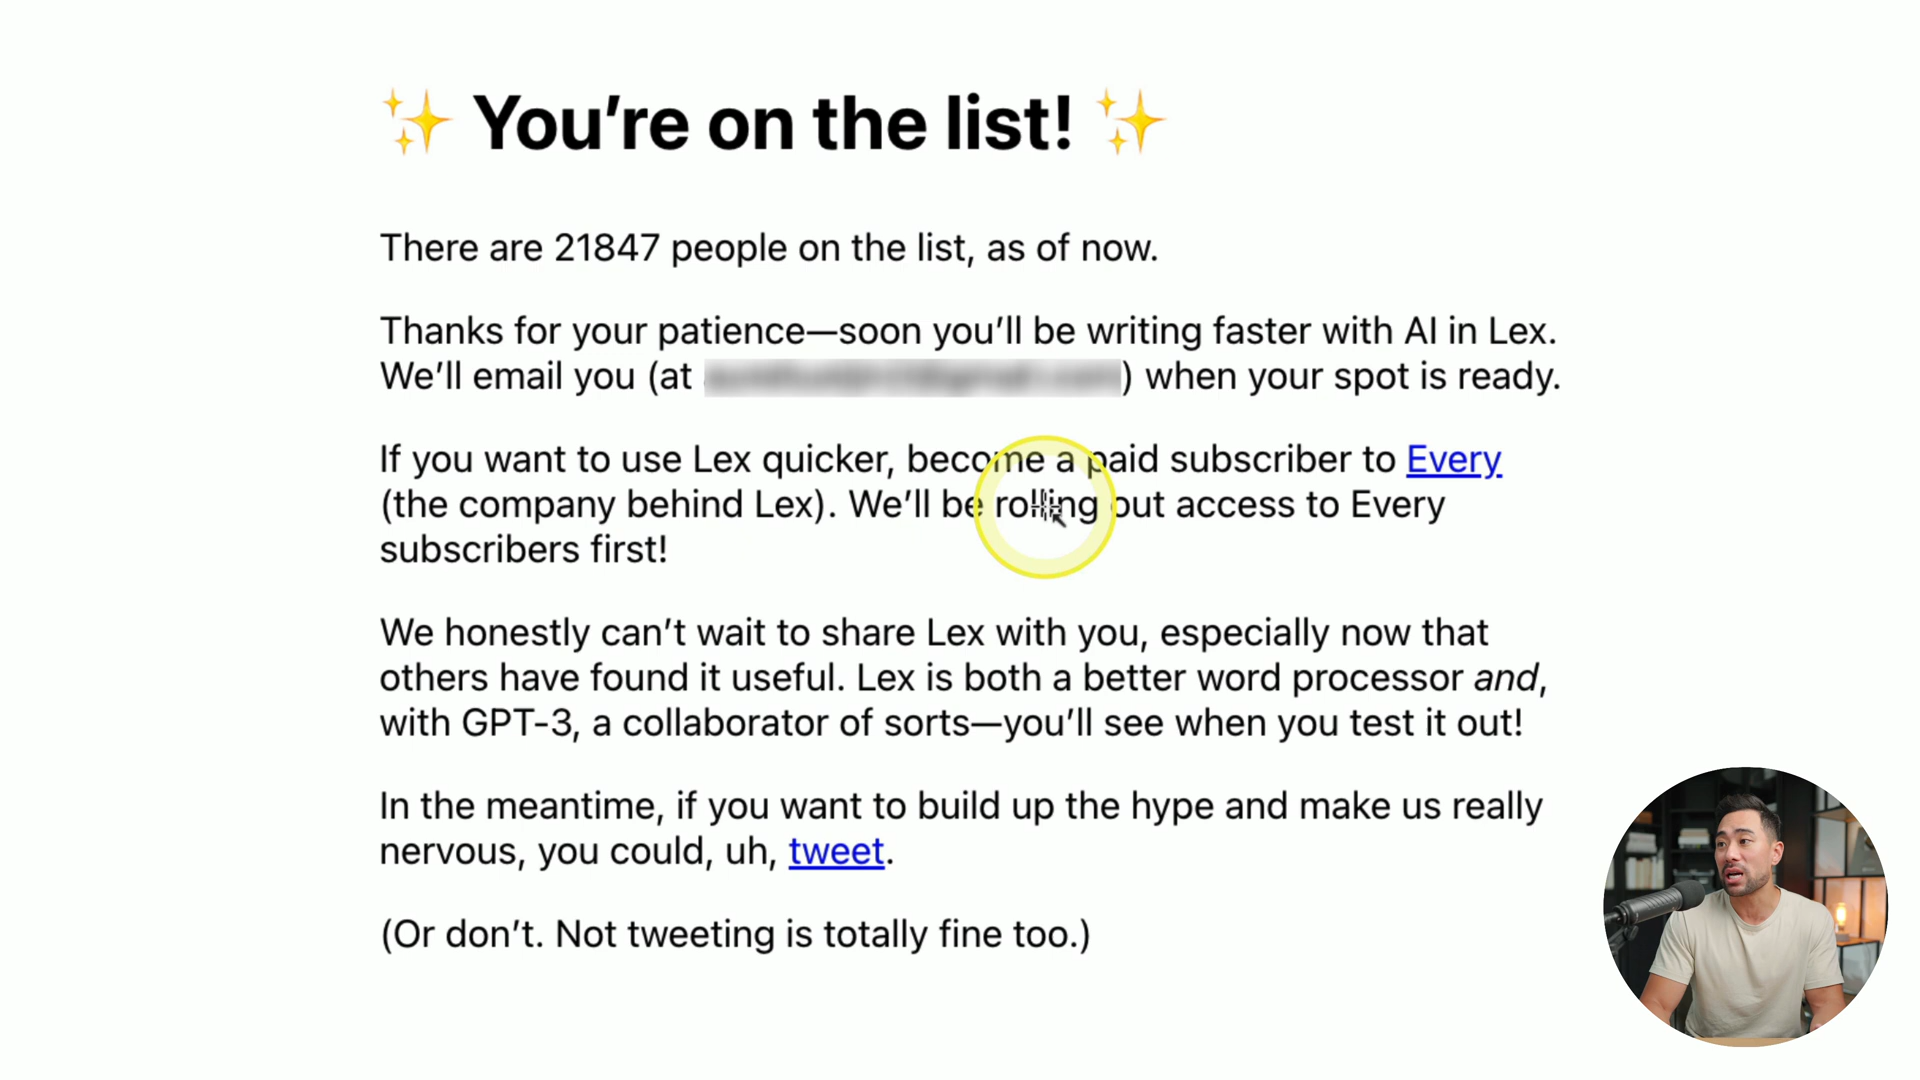 ✨ You’re on the list! ✨
There are 21847 people on the list, as of now.
Thanks for your patience—soon you’ll be writing faster with AI in Lex.
We’ll email you (at ) when your spot is ready.
If you want to use Lex quicker, become a paid subscriber to Every
(the company behind Lex). We’ll be rolling out access to Every
subscribers first!
We honestly can’t wait to share Lex with you, especially now that
others have found it useful. Lex is both a better word processor and,
with GPT-3, a collaborator of sorts—you’ll see when you test it out!
In the meantime, if you want to build up the hype and make us really
nervous, you could, uh, tweet.
(Or don’t. Not tweeting is totally fine too.)